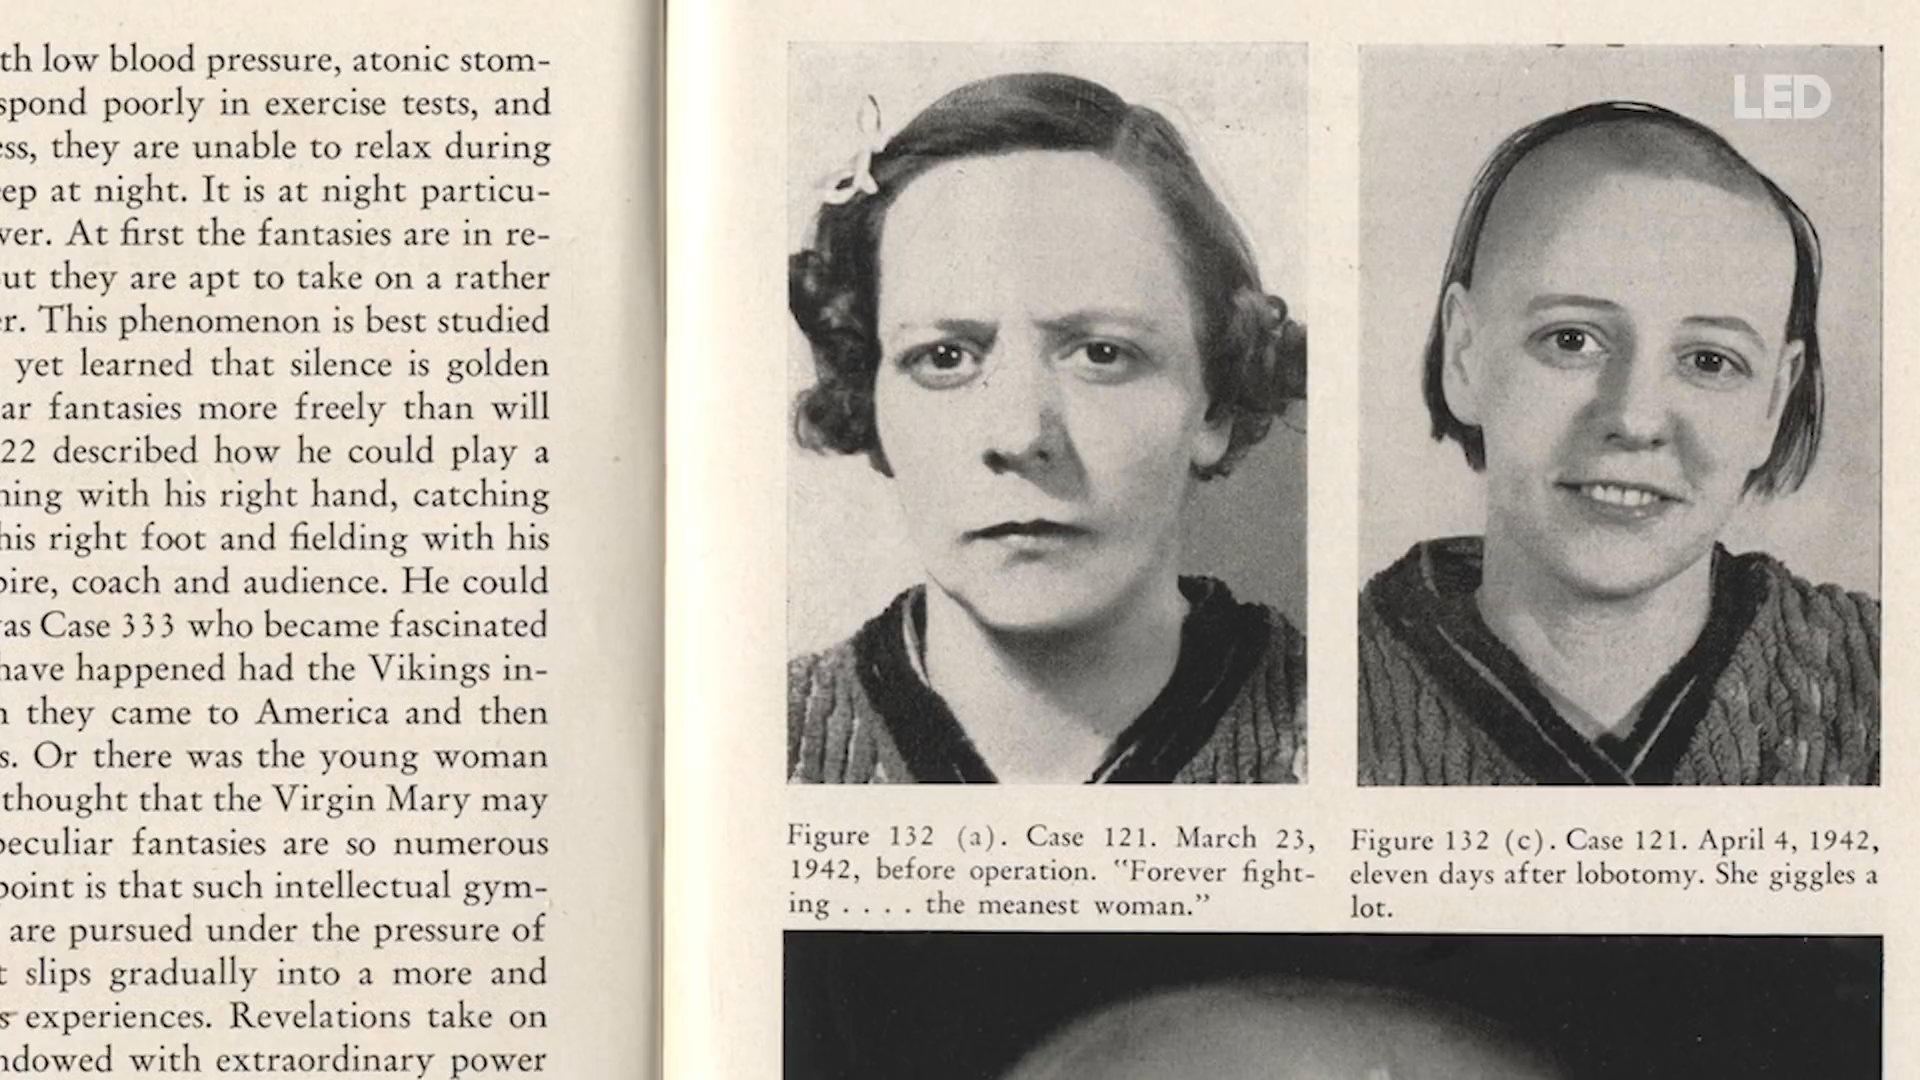 th low blood pressure, atonic stom-
spond poorly in exercise tests, and
ess, they are unable to relax during
eep at night. It is at night particu-
ver. At first the fantasies are in re-
out they are apt to take on a rather
er. This phenomenon is best studied
yet learned that silence is golden
ar fantasies more freely than will
22 described how he could play a
ning with his right hand, catching
his right foot and fielding with his
pire, coach and audience. He could
as Case 333 who became fascinated
have happened had the Vikings in-
n they came to America and then
s. Or there was the young woman
thought that the Virgin Mary may
peculiar fantasies are so numerous
point is that such intellectual gym-
are pursued under the pressure of
t slips gradually into a more and
s experiences. Revelations take on
ndowed with extraordinary power
LED
Figure 132 (a). Case 121. March 23,
1942, before operation. "Forever fight-
ing . . . . the meanest woman."
Figure 132 (c). Case 121. April 4, 1942,
eleven days after lobotomy. She giggles a
lot.